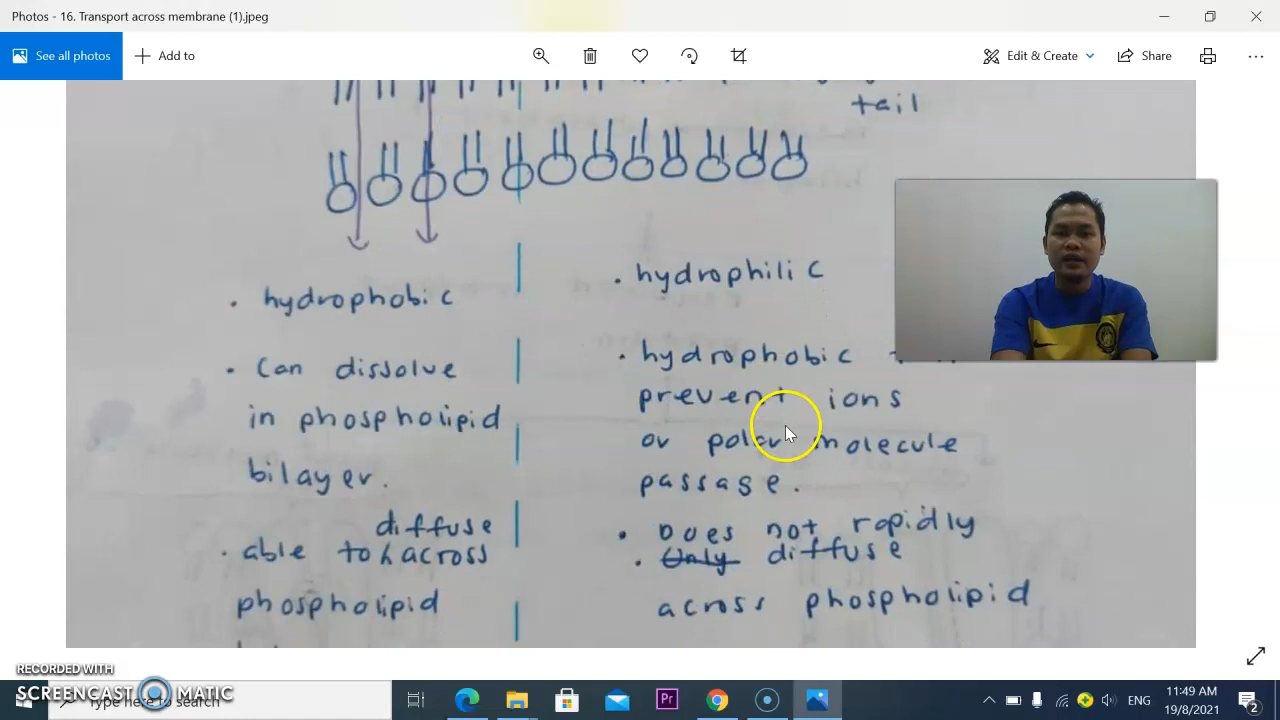 Photos - 16. Transport across membrane (1).jpeg
See all photos
Add to
Edit & Create
Share
tail
• hydrophobic
• Can dissolve
in phospholipid
bilayer.
diffuse
• able to across
phospholipid
• hydrophilic
• hydrophobic
prevent ions
or polar molecule
passage.
• Does not rapidly
• Only diffuse
across phospholipid
RECORDED WITH
SCREENCAST MATIC
Type here to search
Pr
ENG
11:49 AM
19/8/2021
2